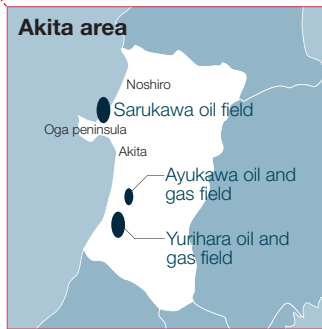 Akita area
Noshiro
Sarukawa oil field
Oga peninsula
Akita
Ayukawa oil and
gas field
Yurihara oil and
gas field